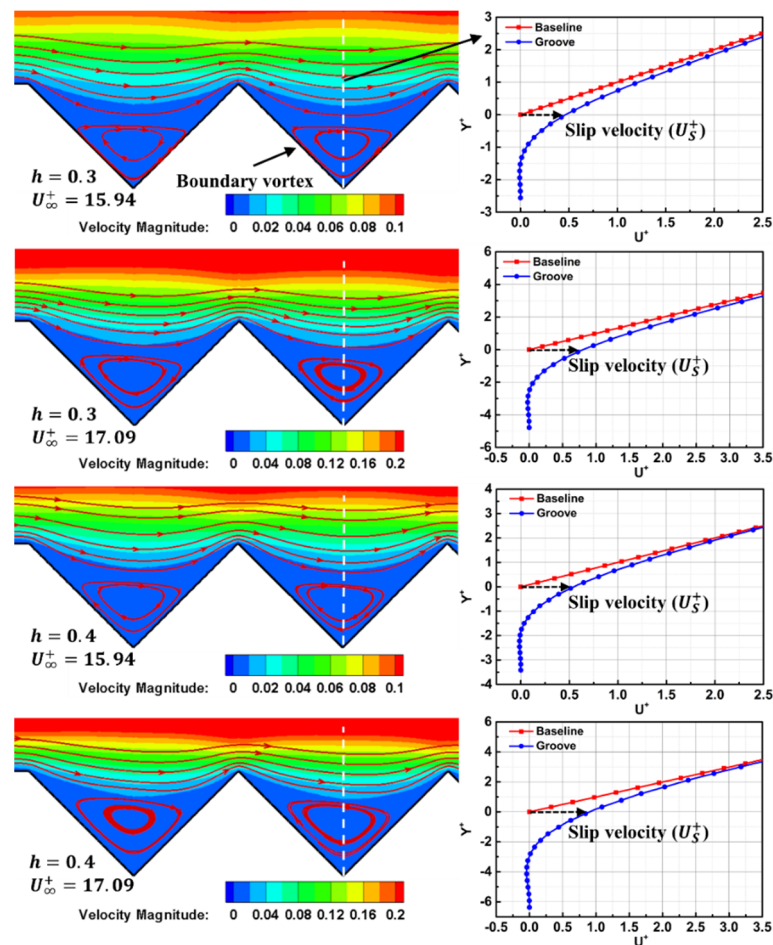 Boundary vortex
h = 0.3
U∞⁺ = 15.94
Velocity Magnitude: 0 0.02 0.04 0.06 0.08 0.1
3
2
1
0
-1
-2
-3
Y⁺
Baseline
Groove
Slip velocity (U_S⁺)
0.0 0.5 1.0 1.5 2.0 2.5
U⁺
h = 0.3
U∞⁺ = 17.09
Velocity Magnitude: 0 0.04 0.08 0.12 0.16 0.2
6
4
2
0
-2
-4
-6
Y⁺
Baseline
Groove
Slip velocity (U_S⁺)
-0.5 0.0 0.5 1.0 1.5 2.0 2.5 3.0 3.5
U⁺
h = 0.4
U∞⁺ = 15.94
Velocity Magnitude: 0 0.02 0.04 0.06 0.08 0.1
4
3
2
1
0
-1
-2
-3
-4
Y⁺
Baseline
Groove
Slip velocity (U_S⁺)
0.0 0.5 1.0 1.5 2.0 2.5
U⁺
h = 0.4
U∞⁺ = 17.09
Velocity Magnitude: 0 0.04 0.08 0.12 0.16 0.2
6
4
2
0
-2
-4
-6
Y⁺
Baseline
Groove
Slip velocity (U_S⁺)
-0.5 0.0 0.5 1.0 1.5 2.0 2.5 3.0 3.5
U⁺